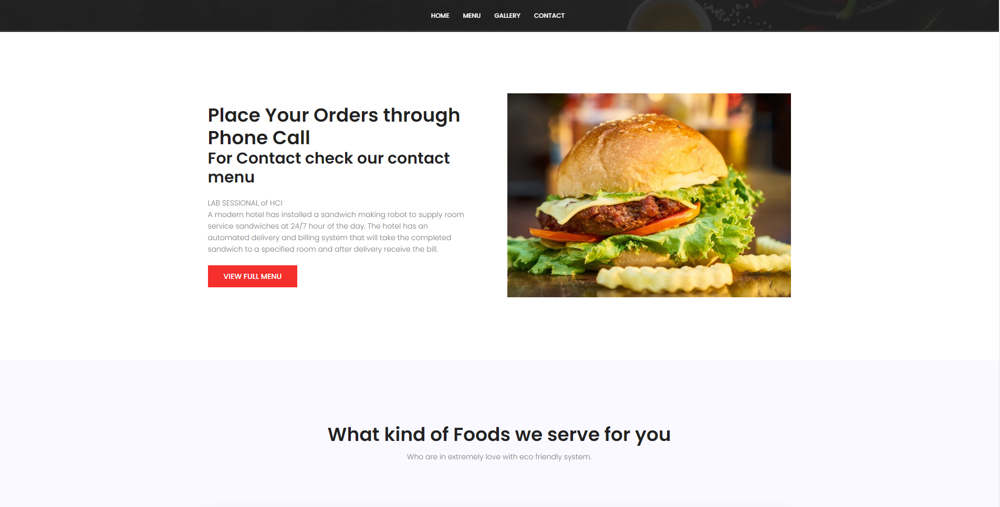 HOME MENU GALLERY CONTACT
Place Your Orders through
Phone Call
For Contact check our contact
menu
LAB SESSIONAL of HCI
A modern hotel has installed a sandwich making robot to supply room
service sandwiches at 24/7 hour of the day. The hotel has an
automated delivery and billing system that will take the completed
sandwich to a specified room and after delivery receive the bill.
VIEW FULL MENU
What kind of Foods we serve for you
Who are in extremely love with eco friendly system.